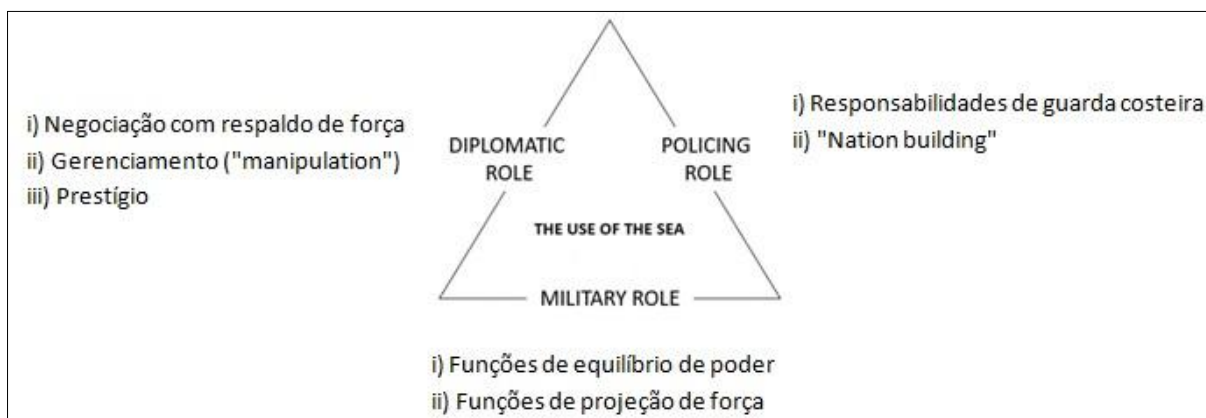 i) Negociação com respaldo de força
ii) Gerenciamento ("manipulation")
iii) Prestígio
DIPLOMATIC
ROLE
POLICING
ROLE
i) Responsabilidades de guarda costeira
ii) "Nation building"
THE USE OF THE SEA
MILITARY ROLE
i) Funções de equilíbrio de poder
ii) Funções de projeção de força